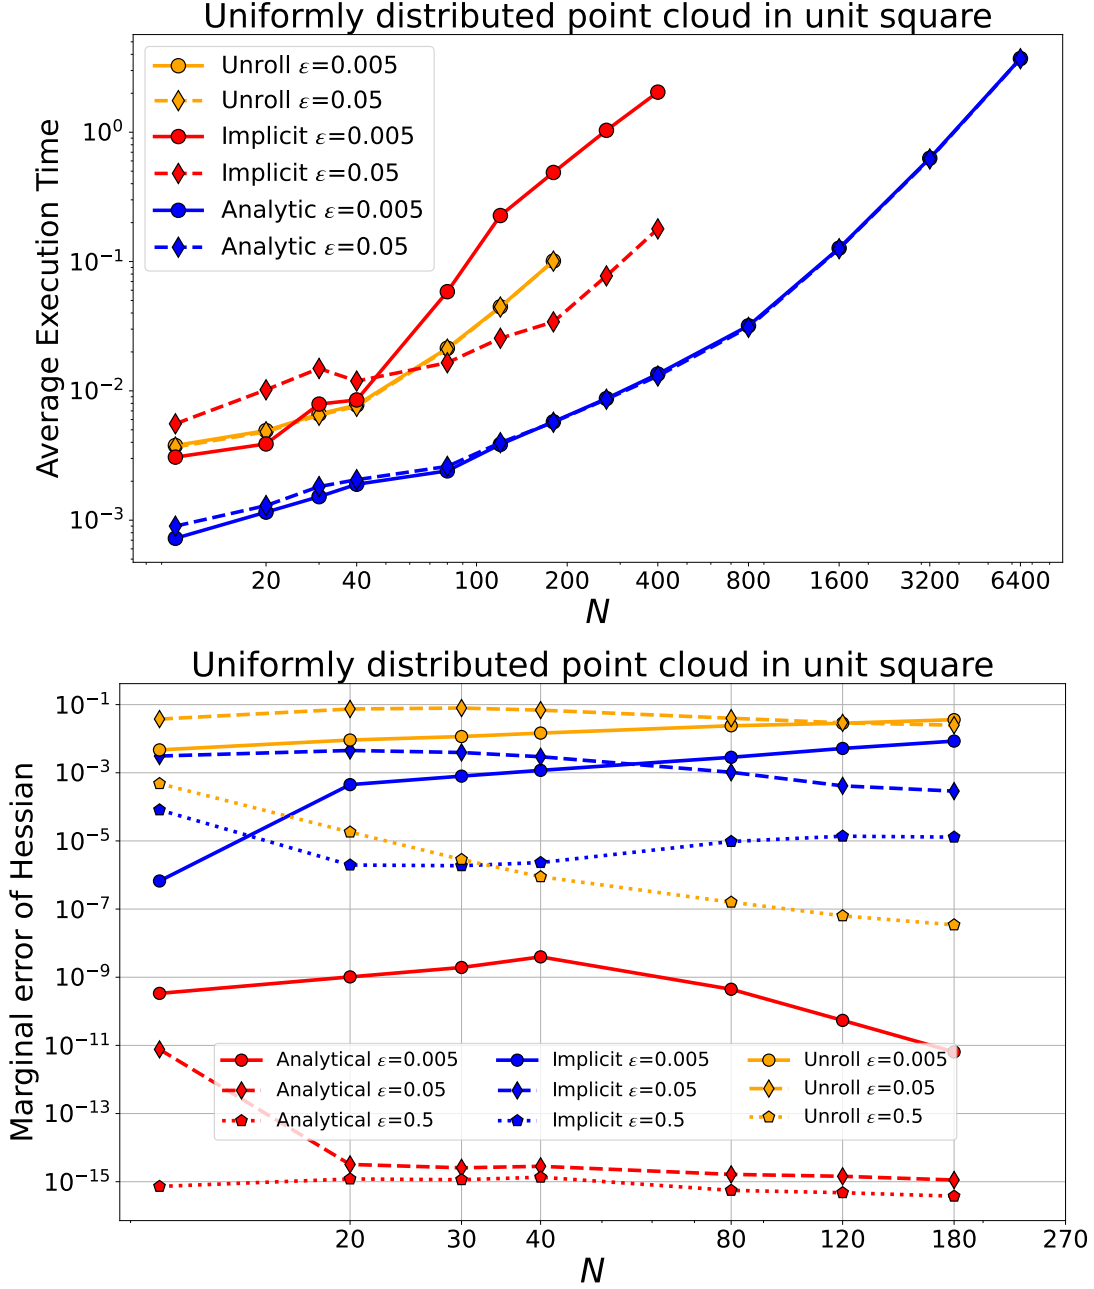 Uniformly distributed point cloud in unit square
Unroll ε=0.005
Unroll ε=0.05
Implicit ε=0.005
Implicit ε=0.05
Analytic ε=0.005
Analytic ε=0.05
Average Execution Time
10⁰
10⁻¹
10⁻²
10⁻³
20 40 100 200 400 800 1600 3200 6400
N
Uniformly distributed point cloud in unit square
Marginal error of Hessian
10⁻¹
10⁻³
10⁻⁵
10⁻⁷
10⁻⁹
10⁻¹¹
10⁻¹³
10⁻¹⁵
Analytical ε=0.005 Implicit ε=0.005 Unroll ε=0.005
Analytical ε=0.05 Implicit ε=0.05 Unroll ε=0.05
Analytical ε=0.5 Implicit ε=0.5 Unroll ε=0.5
20 30 40 80 120 180 270
N